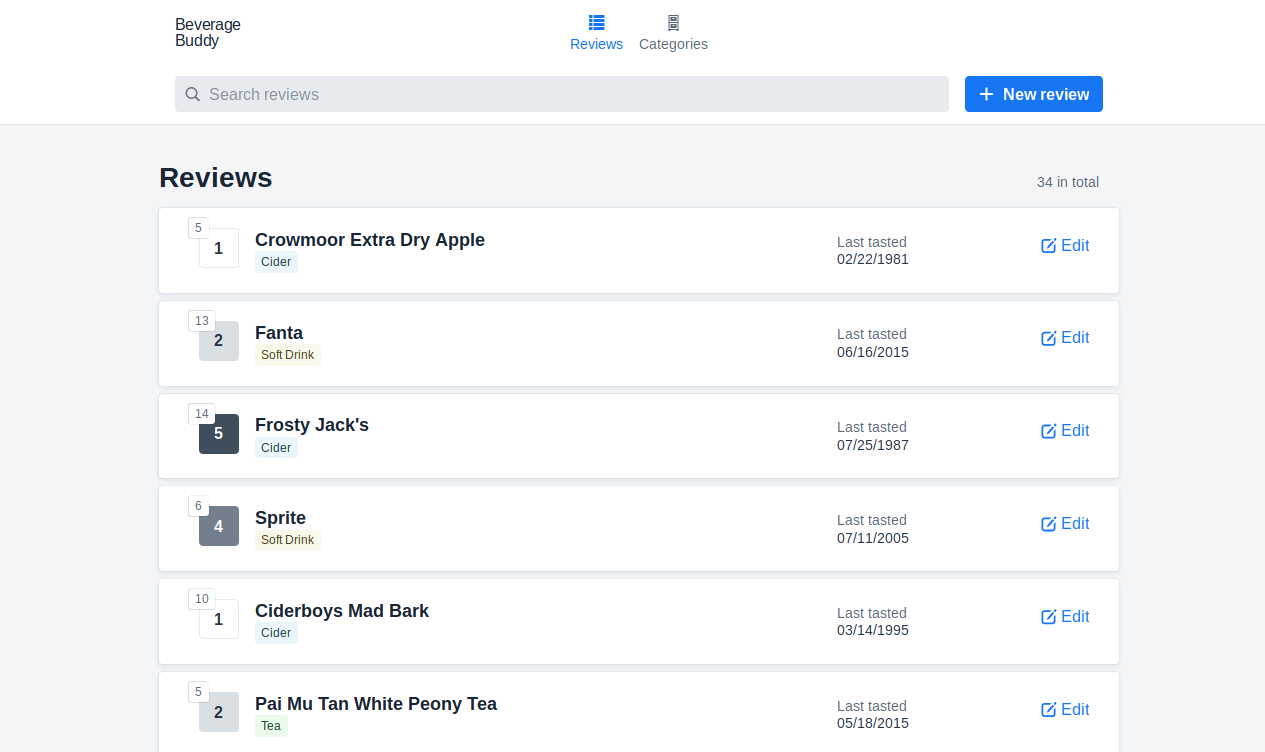 Beverage
Buddy
Reviews
Categories
Search reviews
New review
Reviews
34 in total
5
1
Crowmoor Extra Dry Apple
Cider
Last tasted
02/22/1981
Edit
13
2
Fanta
Soft Drink
Last tasted
06/16/2015
Edit
14
5
Frosty Jack's
Cider
Last tasted
07/25/1987
Edit
6
4
Sprite
Soft Drink
Last tasted
07/11/2005
Edit
10
1
Ciderboys Mad Bark
Cider
Last tasted
03/14/1995
Edit
5
2
Pai Mu Tan White Peony Tea
Tea
Last tasted
05/18/2015
Edit